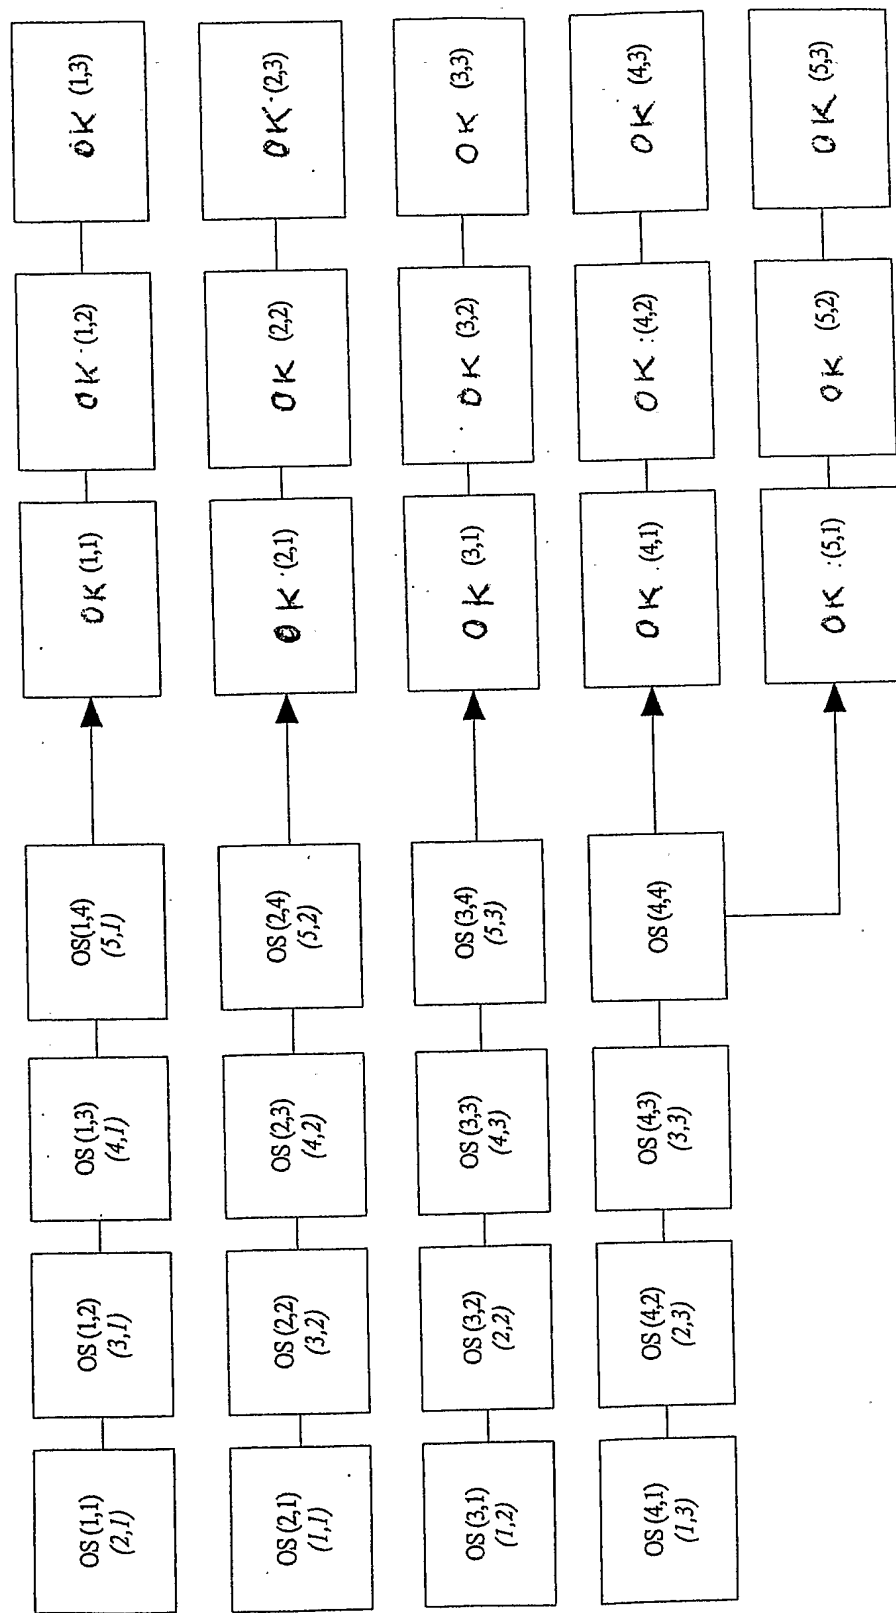 OS (1,1)
(2,1)
OS (1,2)
(3,1)
OS (1,3)
(4,1)
OS(1,4)
(5,1)
OK (1,1)
OK (1,2)
OK (1,3)
OS (2,1)
(1,1)
OS (2,2)
(3,2)
OS (2,3)
(4,2)
OS (2,4)
(5,2)
OK (2,1)
OK (2,2)
OK (2,3)
OS (3,1)
(1,2)
OS (3,2)
(2,2)
OS (3,3)
(4,3)
OS (3,4)
(5,3)
OK (3,1)
OK (3,2)
OK (3,3)
OS (4,1)
(1,3)
OS (4,2)
(2,3)
OS (4,3)
(3,3)
OS (4,4)
OK (4,1)
OK (4,2)
OK (4,3)
OK (5,1)
OK (5,2)
OK (5,3)